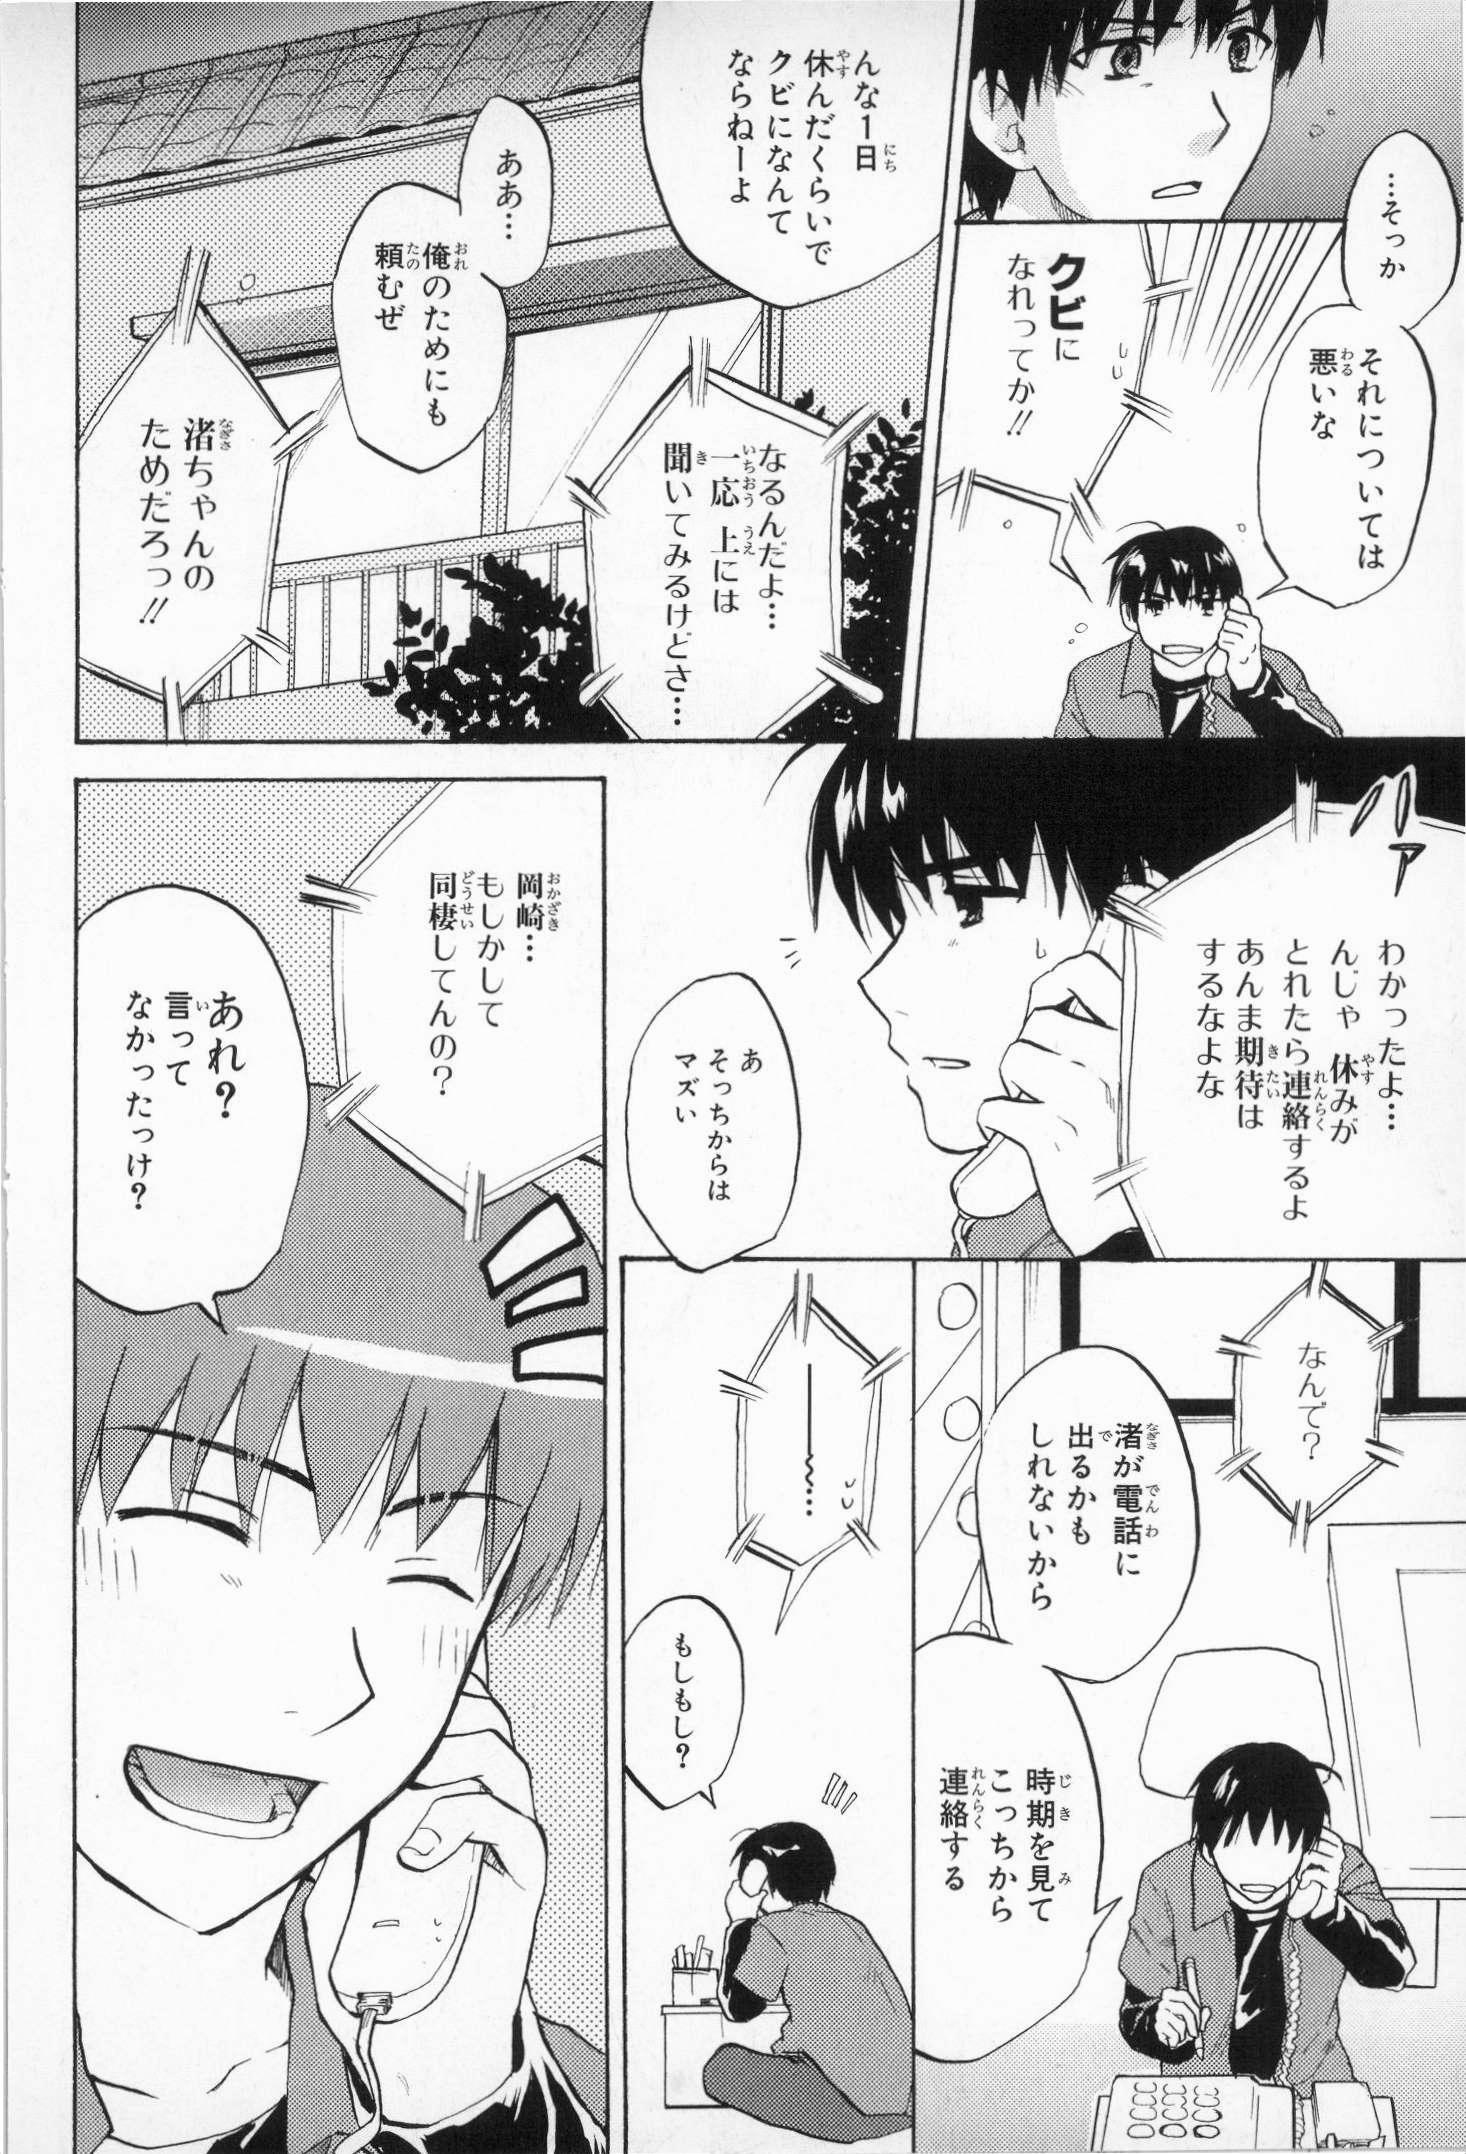 …そっか
それについては
悪いな
クビに
なれってか!!
んな1日
休んだくらいで
クビになんて
ならねーよ
なるんだよ…
一応 上には
聞いてみるけどさ…
ああ…
俺のためにも
頼むぜ
渚ちゃんの
ためだろっ!!
ハァ
わかったよ…
んじゃ 休みが
とれたら連絡するよ
あんま期待は
するなよな
あ
そっちからは
マズい
なんで?
渚が電話に
出るかも
しれないから
時期を見て
こっちから
連絡する
――…
もしもし?
岡崎…
もしかして
同棲してんの?
あれ?
言って
なかったっけ?